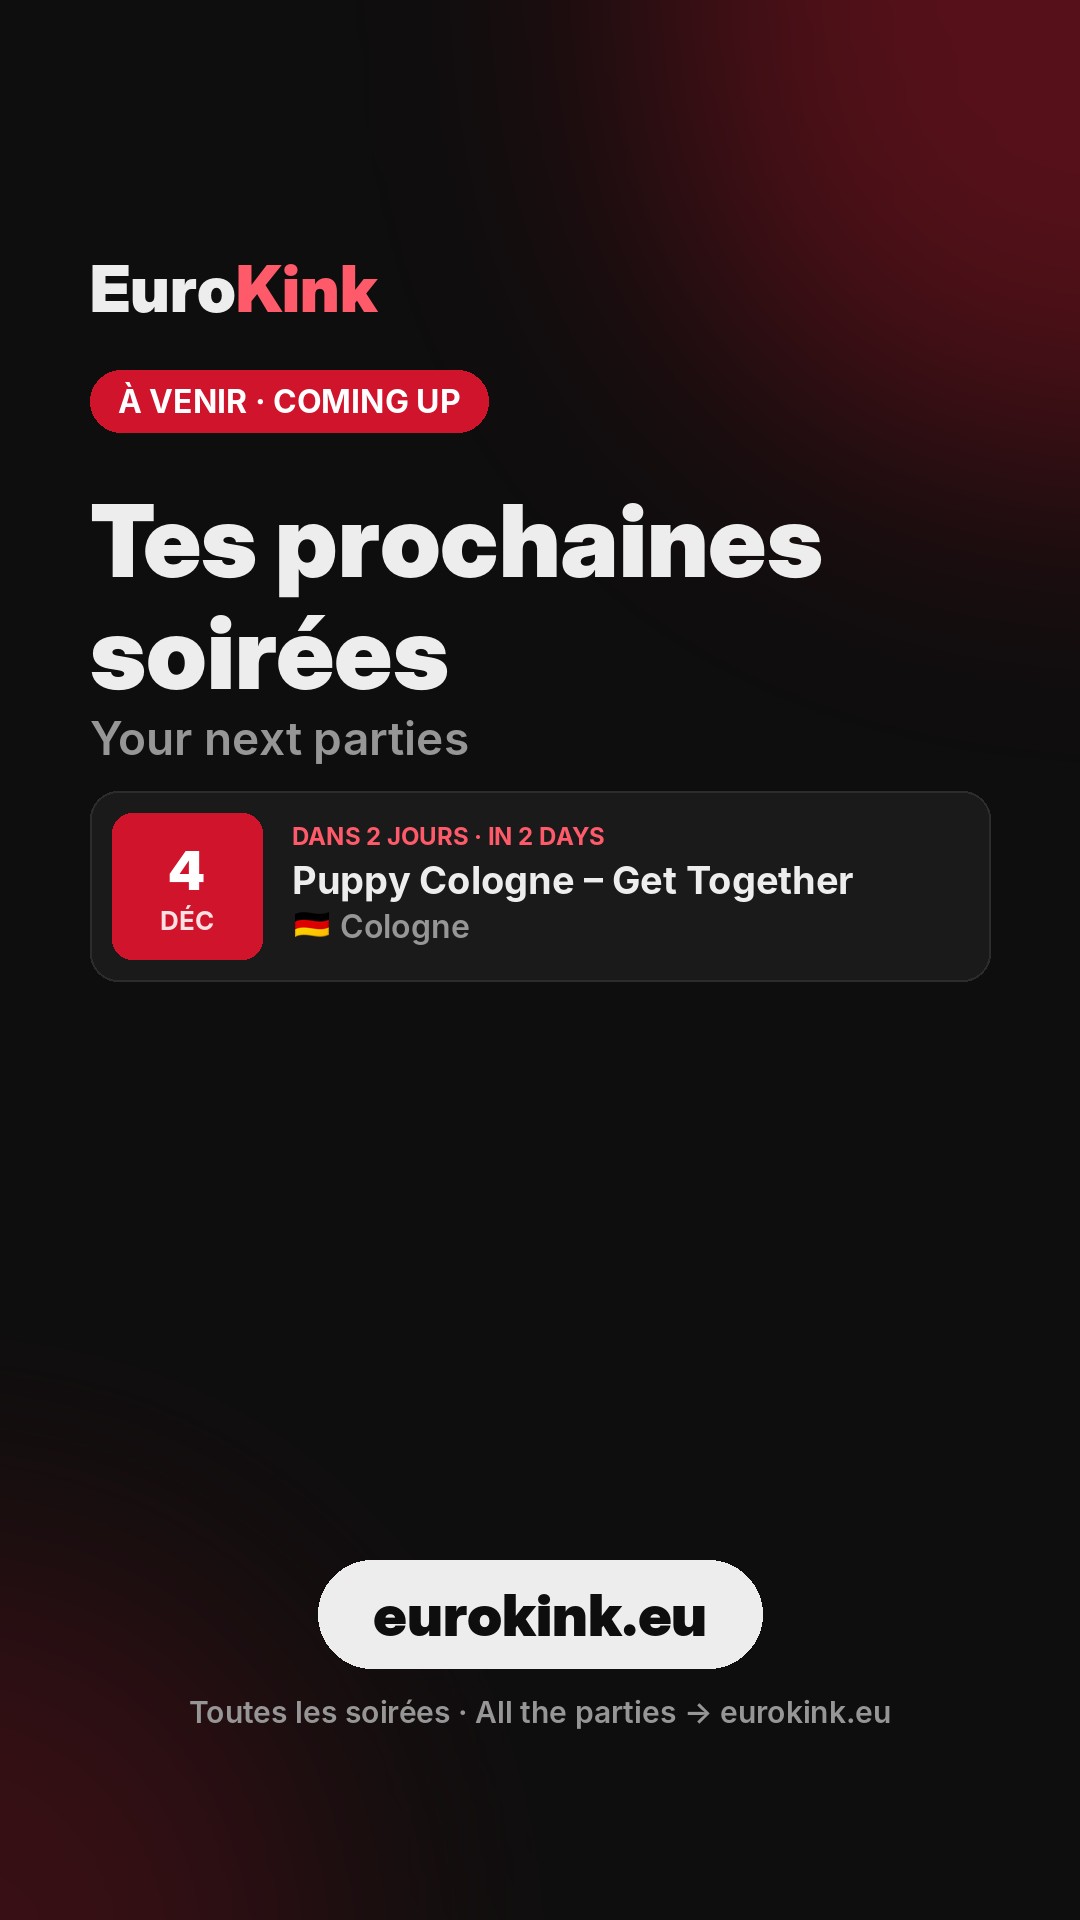 EuroKink
À VENIR · COMING UP
Tes prochaines
soirées
Your next parties
4
DÉC
DANS 2 JOURS · IN 2 DAYS
Puppy Cologne – Get Together
🇩🇪 Cologne
eurokink.eu
Toutes les soirées · All the parties → eurokink.eu